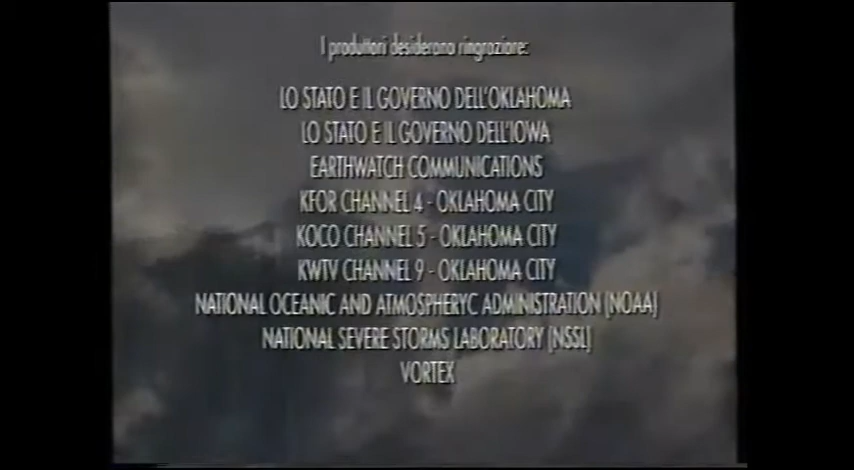 I produttori desiderano ringraziare:
LO STATO E IL GOVERNO DELL'OKLAHOMA
LO STATO E IL GOVERNO DELL'IOWA
EARTHWATCH COMMUNICATIONS
KFOR CHANNEL 4 - OKLAHOMA CITY
KOCO CHANNEL 5 - OKLAHOMA CITY
KWTV CHANNEL 9 - OKLAHOMA CITY
NATIONAL OCEANIC AND ATMOSPHERYC ADMINISTRATION (NOAA)
NATIONAL SEVERE STORMS LABORATORY (NSSL)
VORTEX